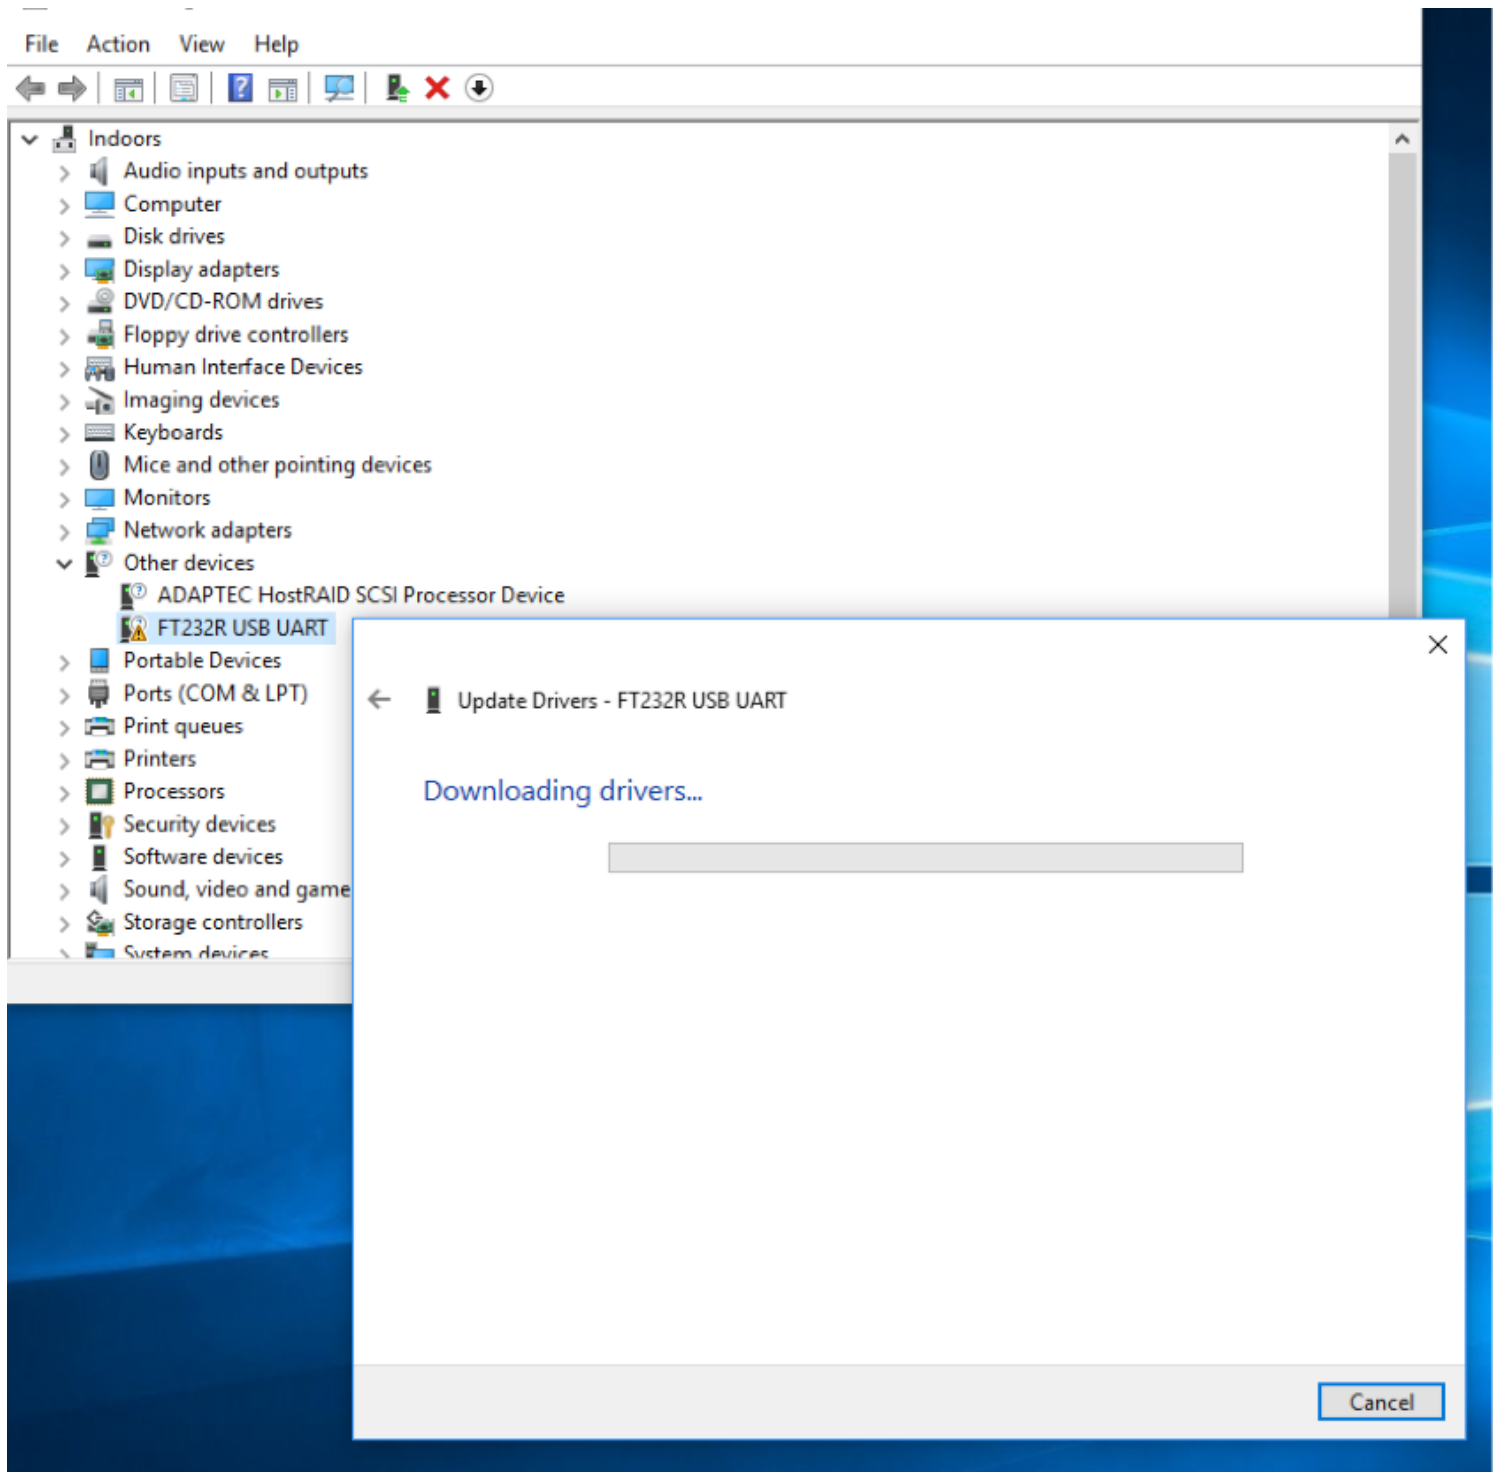 File Action View Help
Indoors
Audio inputs and outputs
Computer
Disk drives
Display adapters
DVD/CD-ROM drives
Floppy drive controllers
Human Interface Devices
Imaging devices
Keyboards
Mice and other pointing devices
Monitors
Network adapters
Other devices
ADAPTEC HostRAID SCSI Processor Device
FT232R USB UART
Portable Devices
Ports (COM & LPT)
Print queues
Printers
Processors
Security devices
Software devices
Sound, video and game
Storage controllers
System devices
Update Drivers - FT232R USB UART
Downloading drivers...
Cancel